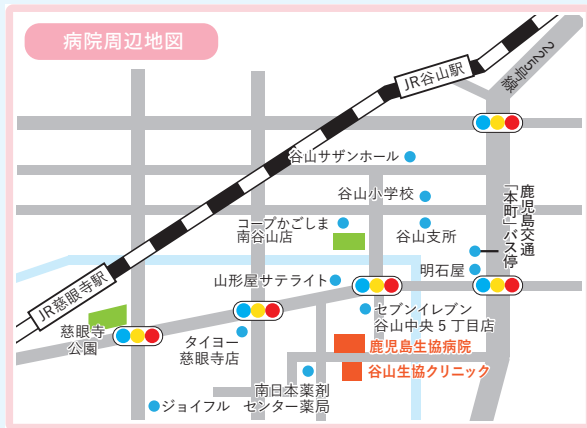 病院周辺地図
225号線
JR谷山駅
谷山サザンホール
谷山小学校
鹿児島交通
「本町」バス停
コープかごしま
南谷山店
谷山支所
明石屋
JR慈眼寺駅
山形屋サテライト
セブンイレブン
谷山中央5丁目店
慈眼寺
公園
タイヨー
慈眼寺店
鹿児島生協病院
谷山生協クリニック
南日本薬剤
センター薬局
ジョイフル